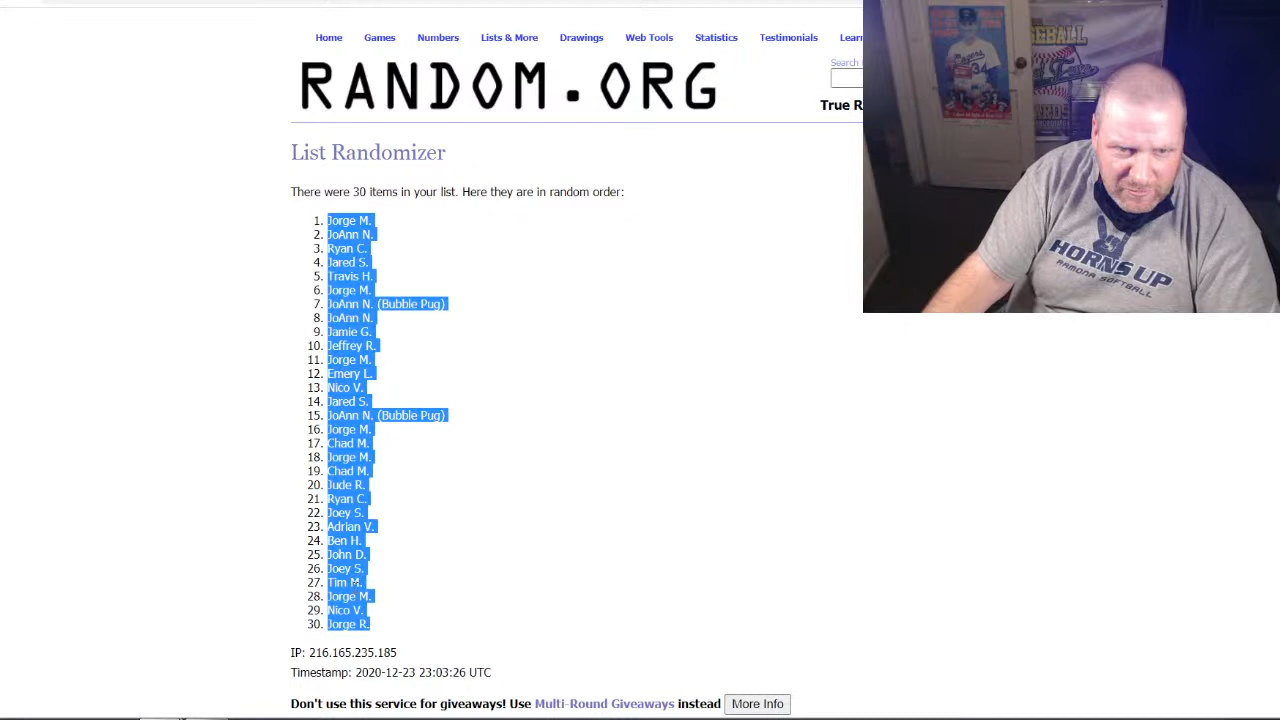 Home Games Numbers Lists & More Drawings Web Tools Statistics Testimonials Learn
RANDOM.ORG
Search
True R
List Randomizer
There were 30 items in your list. Here they are in random order:
1. Jorge M.
2. JoAnn N.
3. Ryan C.
4. Jared S.
5. Travis H.
6. Jorge M.
7. JoAnn N. (Bubble Pug)
8. JoAnn N.
9. Jamie G.
10. Jeffrey R.
11. Jorge M.
12. Emery L.
13. Nico V.
14. Jared S.
15. JoAnn N. (Bubble Pug)
16. Jorge M.
17. Chad M.
18. Jorge M.
19. Chad M.
20. Jude R.
21. Ryan C.
22. Joey S.
23. Adrian V.
24. Ben H.
25. John D.
26. Joey S.
27. Tim M.
28. Jorge M.
29. Nico V.
30. Jorge R.
IP: 216.165.235.185
Timestamp: 2020-12-23 23:03:26 UTC
Don't use this service for giveaways! Use Multi-Round Giveaways instead More Info
34
HORNS UP
RAMONA SOFTBALL